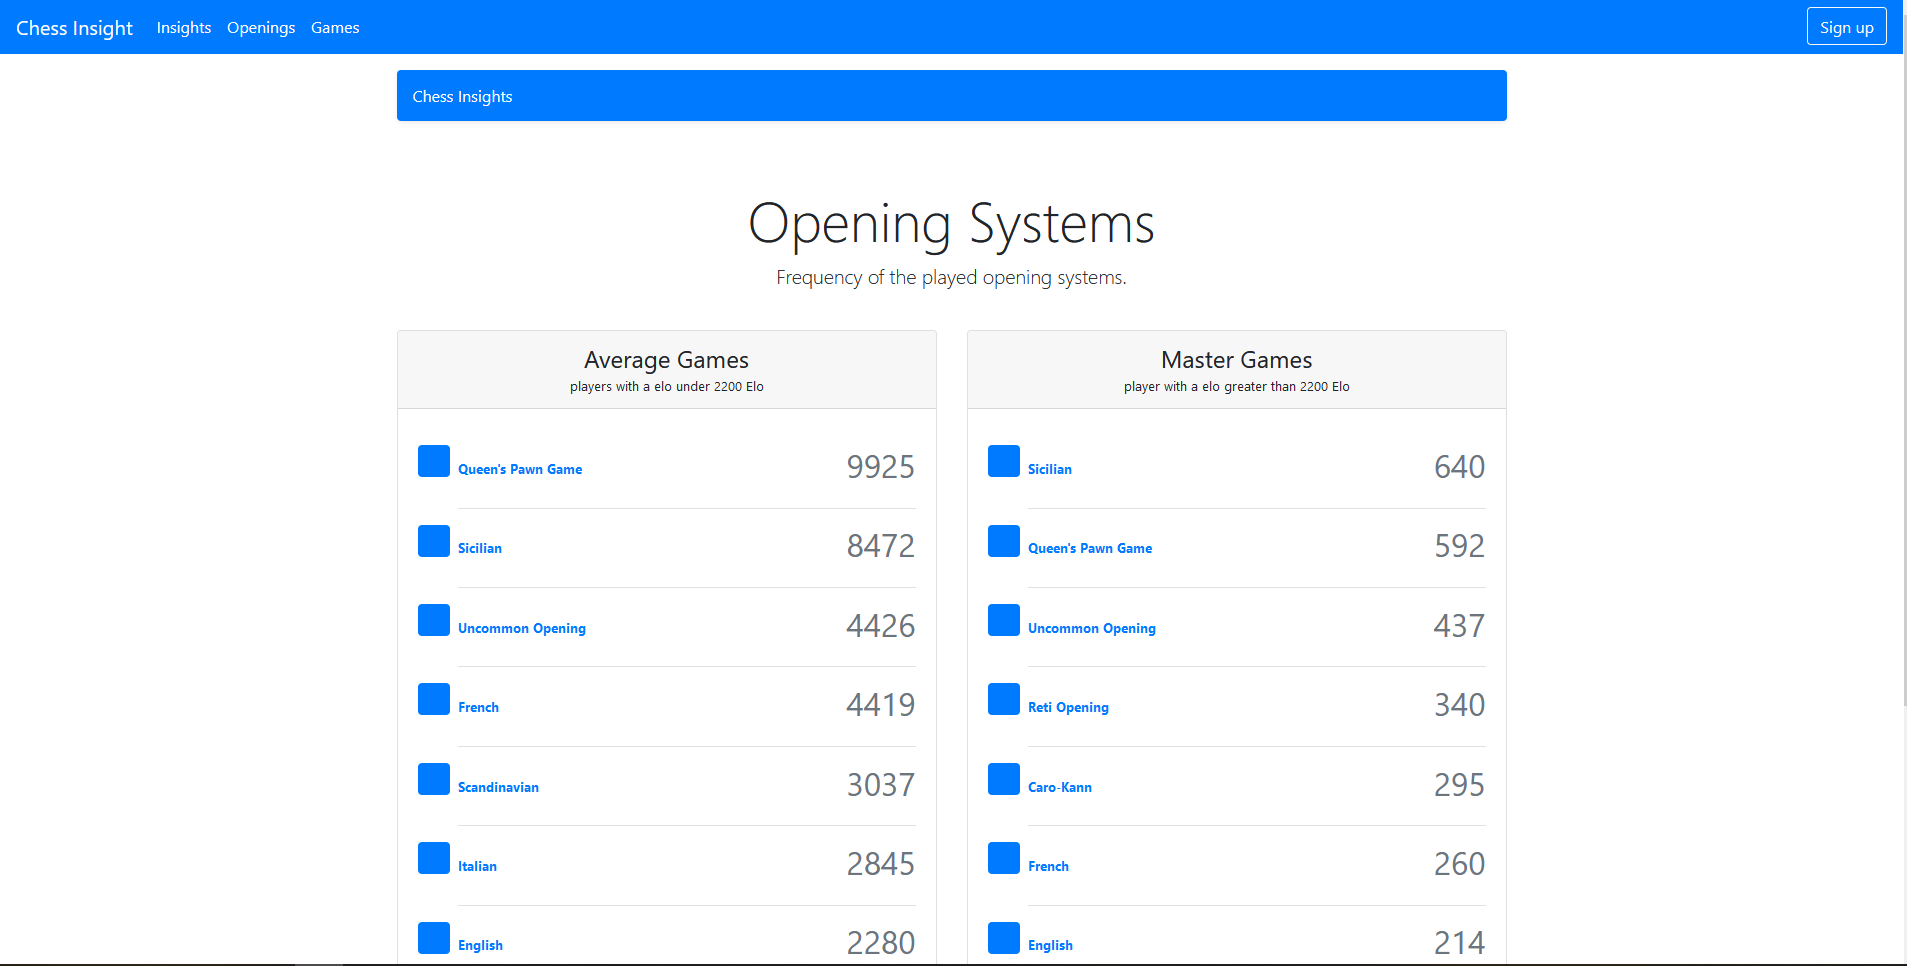 Chess Insight Insights Openings Games Sign up
Chess Insights
Opening Systems
Frequency of the played opening systems.
Average Games
players with a elo under 2200 Elo
Queen's Pawn Game 9925
Sicilian 8472
Uncommon Opening 4426
French 4419
Scandinavian 3037
Italian 2845
English 2280
Master Games
player with a elo greater than 2200 Elo
Sicilian 640
Queen's Pawn Game 592
Uncommon Opening 437
Reti Opening 340
Caro-Kann 295
French 260
English 214